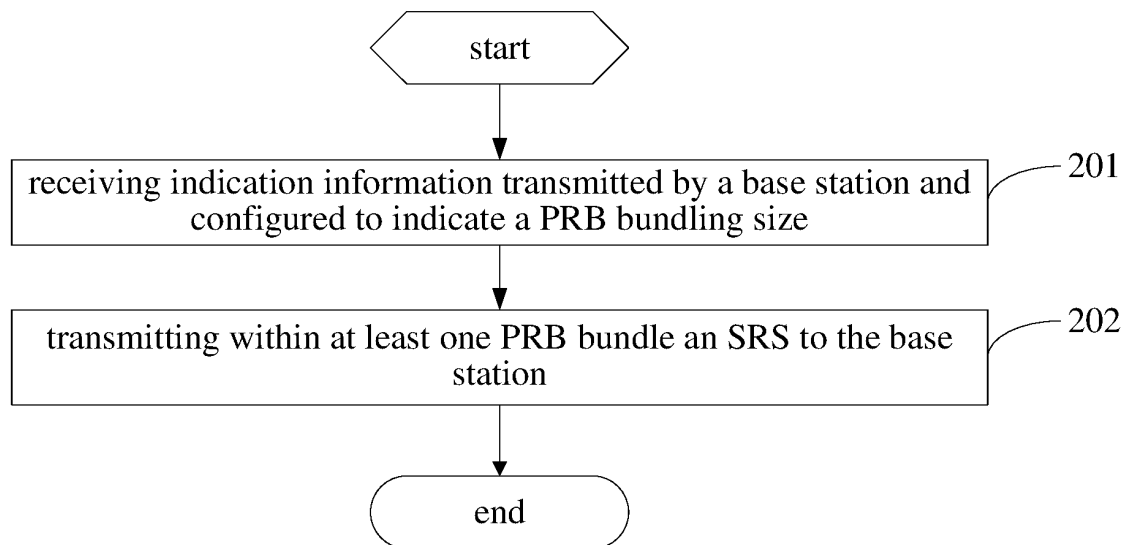 start
receiving indication information transmitted by a base station and
configured to indicate a PRB bundling size
201
transmitting within at least one PRB bundle an SRS to the base
station
202
end